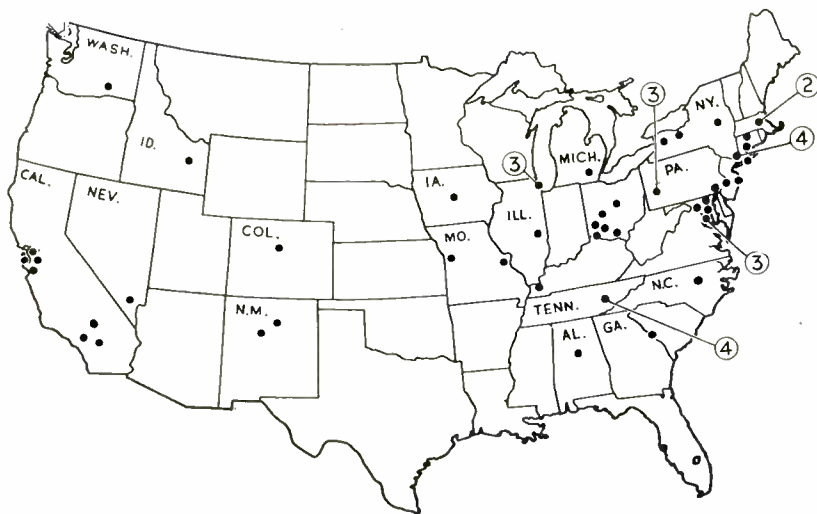 WASH.
NY.
3
2
ID.
3
MICH.
PA.
4
CAL.
NEV.
IA.
ILL.
COL.
MO.
3
N.M.
TENN.
N.C.
AL.
GA.
4